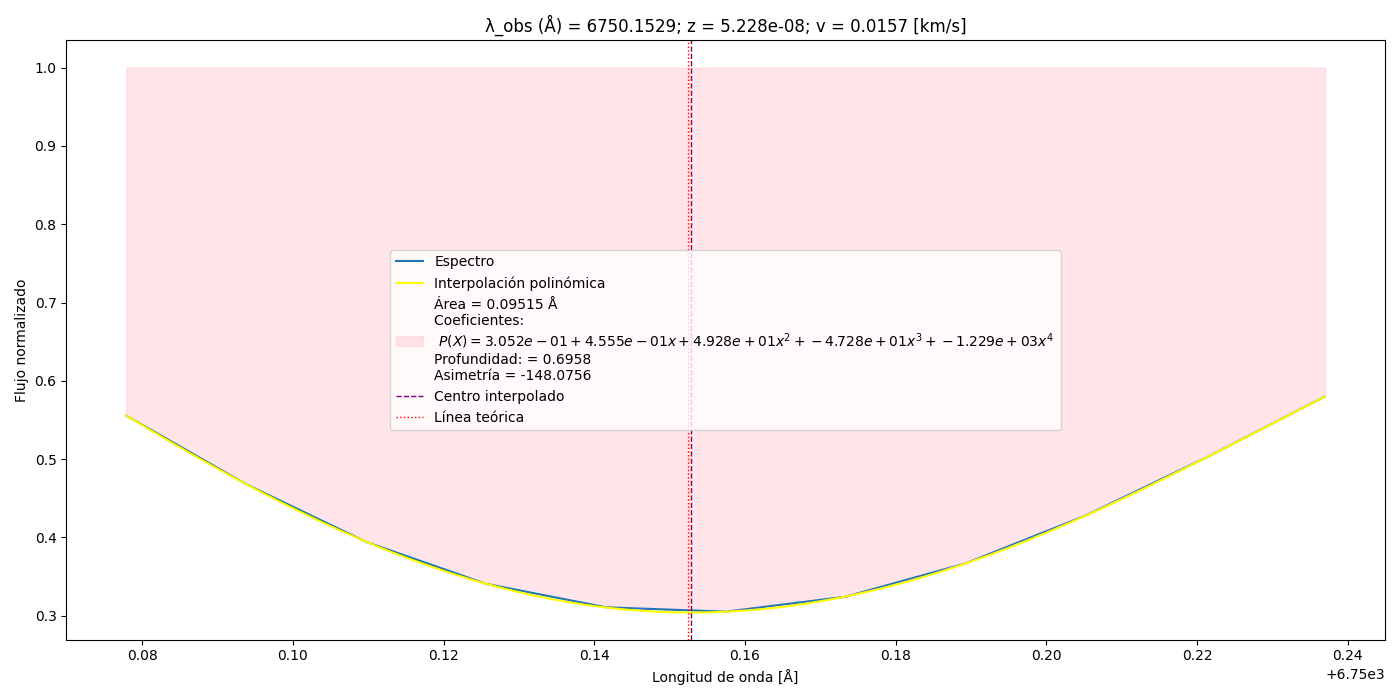 λ_obs (Å) = 6750.1529; z = 5.228e-08; v = 0.0157 [km/s]
Flujo normalizado
1.0
0.9
0.8
0.7
0.6
0.5
0.4
0.3
Espectro
Interpolación polinómica
Área = 0.09515 Å
Coeficientes:
P(X) = 3.052e − 01 + 4.555e − 01x + 4.928e + 01x² + −4.728e + 01x³ + −1.229e + 03x⁴
Profundidad: = 0.6958
Asimetría = -148.0756
Centro interpolado
Línea teórica
0.08 0.10 0.12 0.14 0.16 0.18 0.20 0.22 0.24
+6.75e3
Longitud de onda [Å]